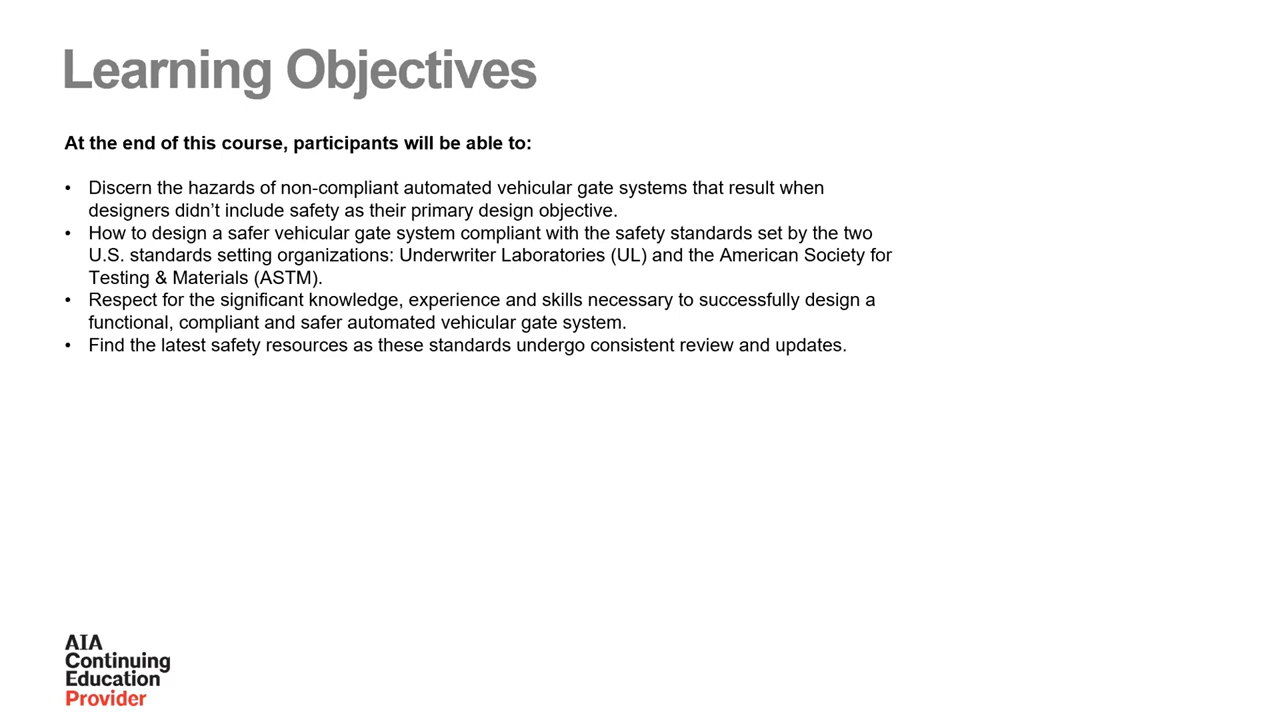 Learning Objectives
At the end of this course, participants will be able to:
• Discern the hazards of non-compliant automated vehicular gate systems that result when
designers didn’t include safety as their primary design objective.
• How to design a safer vehicular gate system compliant with the safety standards set by the two
U.S. standards setting organizations: Underwriter Laboratories (UL) and the American Society for
Testing & Materials (ASTM).
• Respect for the significant knowledge, experience and skills necessary to successfully design a
functional, compliant and safer automated vehicular gate system.
• Find the latest safety resources as these standards undergo consistent review and updates.
AIA
Continuing
Education
Provider